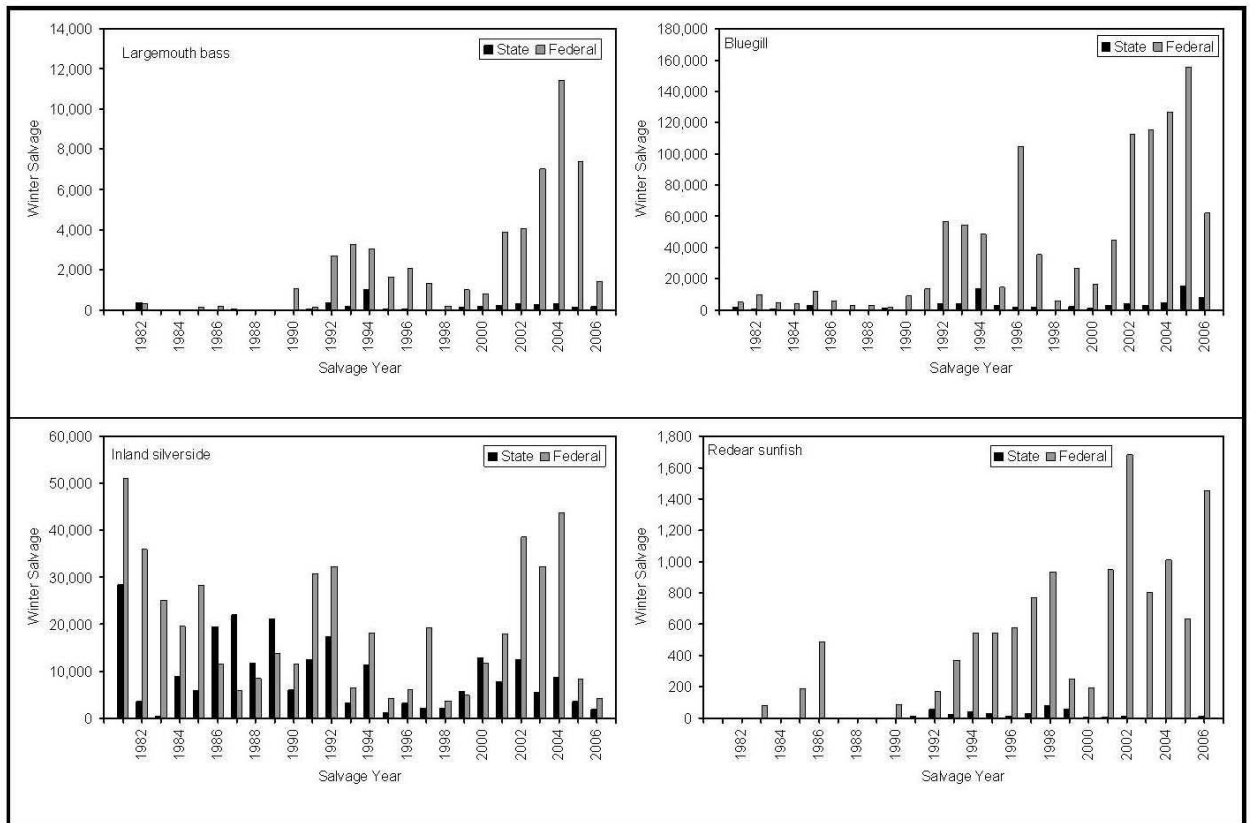 Largemouth bass
State Federal
Winter Salvage
14,000
12,000
10,000
8,000
6,000
4,000
2,000
0
1982 1984 1986 1988 1990 1992 1994 1996 1998 2000 2002 2004 2006
Salvage Year
Bluegill
State Federal
Winter Salvage
180,000
160,000
140,000
120,000
100,000
80,000
60,000
40,000
20,000
0
1982 1984 1986 1988 1990 1992 1994 1996 1998 2000 2002 2004 2006
Salvage Year
Inland silverside
State Federal
Winter Salvage
60,000
50,000
40,000
30,000
20,000
10,000
0
1982 1984 1986 1988 1990 1992 1994 1996 1998 2000 2002 2004 2006
Salvage Year
Redear sunfish
State Federal
Winter Salvage
1,800
1,600
1,400
1,200
1,000
800
600
400
200
0
1982 1984 1986 1988 1990 1992 1994 1996 1998 2000 2002 2004 2006
Salvage Year